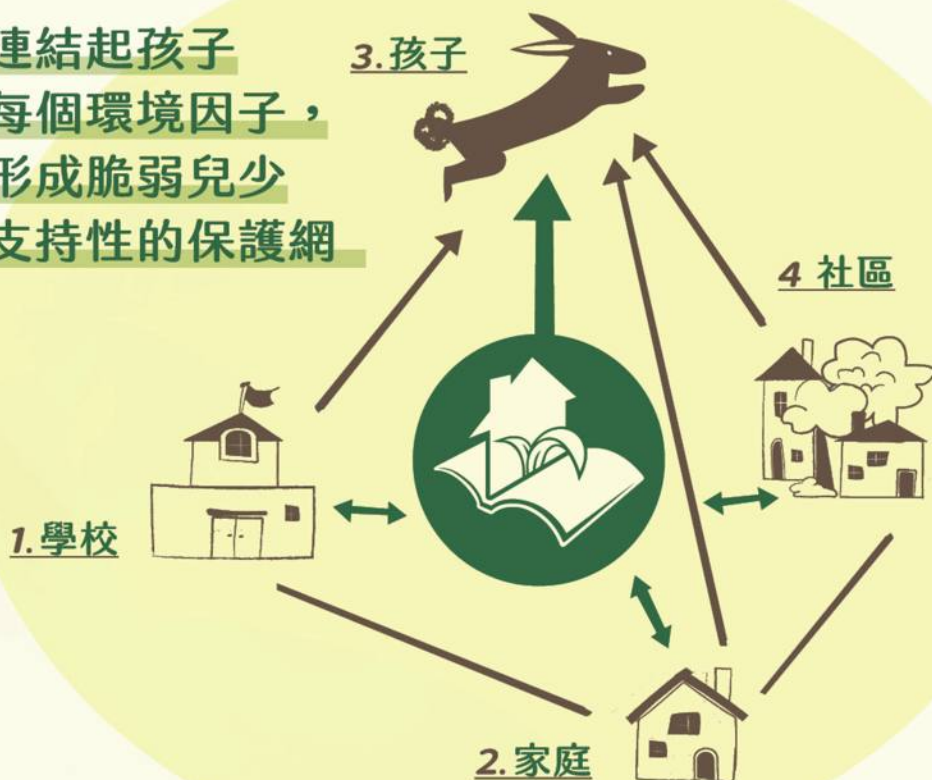 連結起孩子
每個環境因子，
形成脆弱兒少
支持性的保護網
3.孩子
4 社區
1.學校
2.家庭